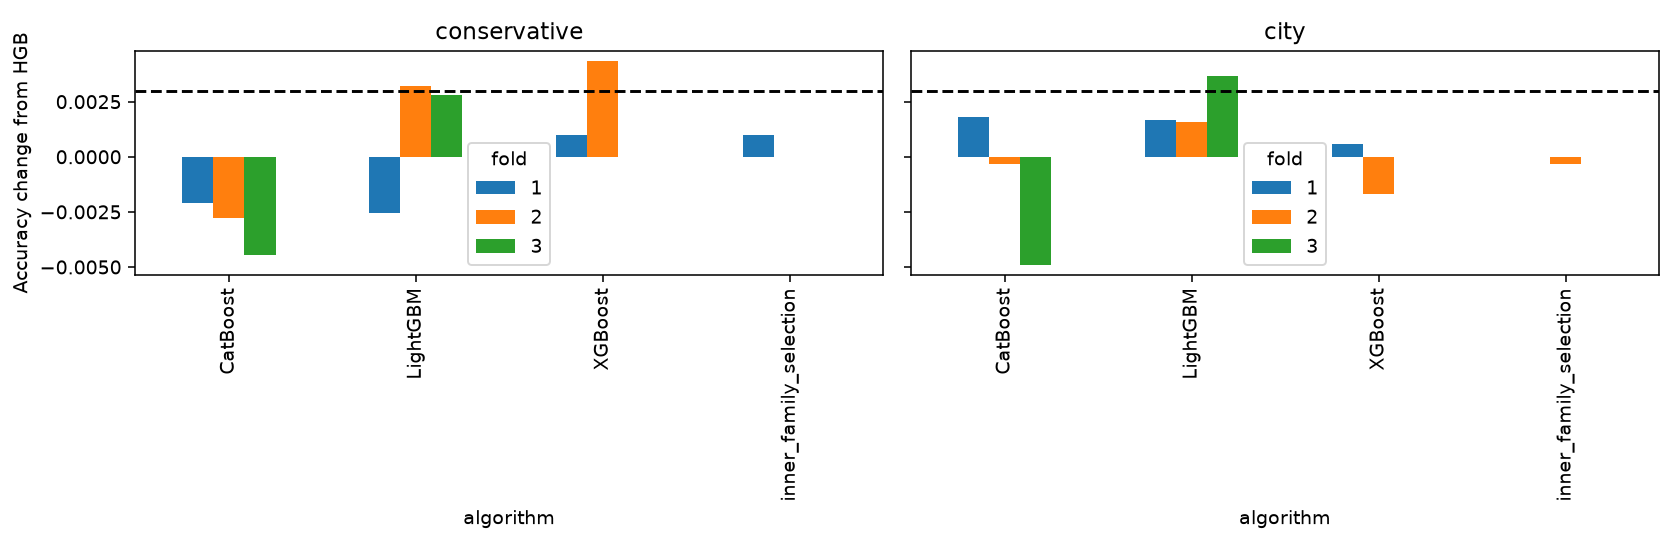 conservative
city
Accuracy change from HGB
0.0025
0.0000
−0.0025
−0.0050
fold
1
2
3
fold
1
2
3
CatBoost
LightGBM
XGBoost
inner_family_selection
CatBoost
LightGBM
XGBoost
inner_family_selection
algorithm
algorithm